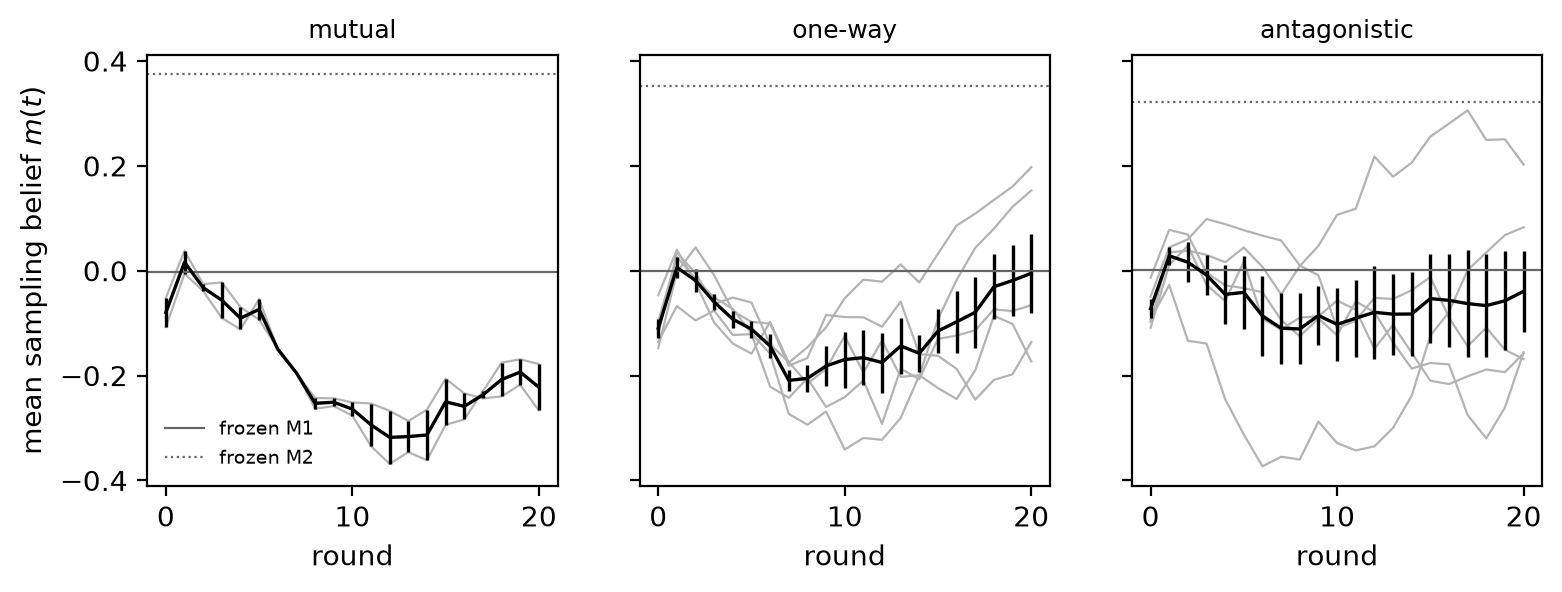 mutual
one-way
antagonistic
mean sampling belief m(t)
0.4
0.2
0.0
−0.2
−0.4
frozen M1
frozen M2
0 10 20
0 10 20
0 10 20
round
round
round